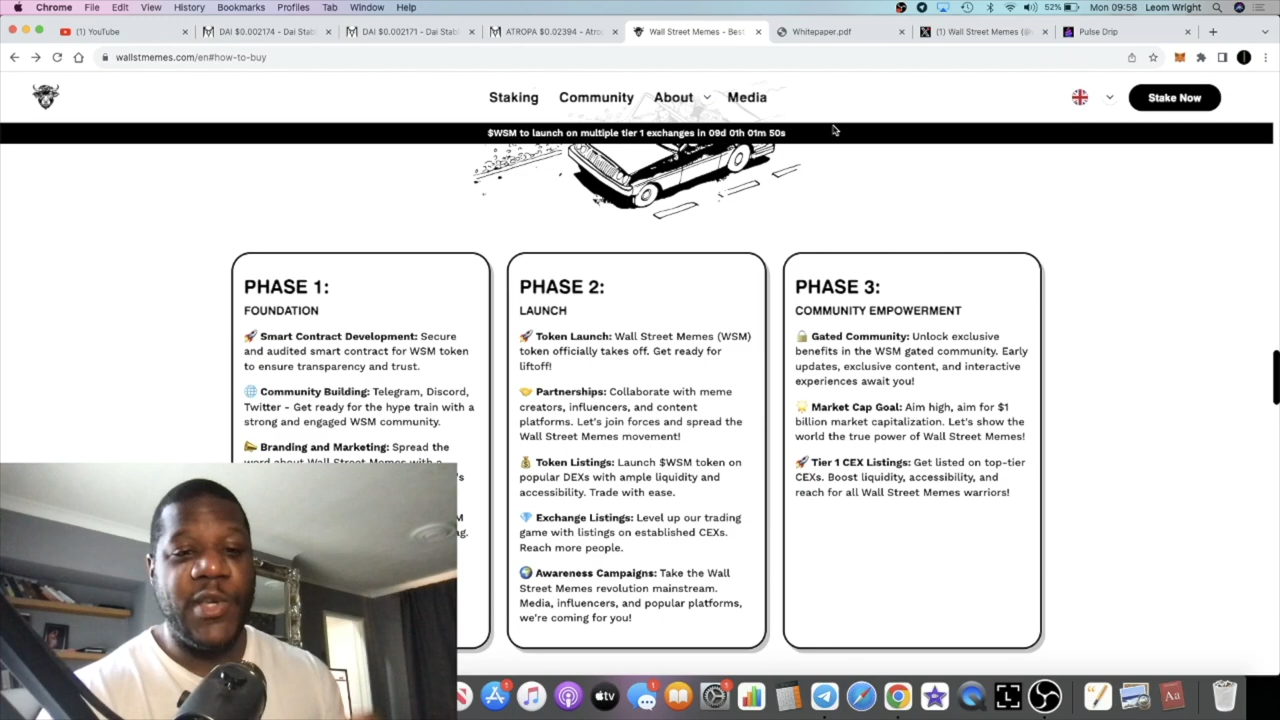 Chrome File Edit View History Bookmarks Profiles Tab Window Help 52% Mon 09:58 Leom Wright
(1) YouTube DAI $0.002174 - Dai Stabl DAI $0.002171 - Dai Stabl ATROPA $0.02394 - Atro Wall Street Memes - Best Whitepaper.pdf (1) Wall Street Memes Pulse Drip
wallstmemes.com/en#how-to-buy
Staking Community About Media Stake Now
$WSM to launch on multiple tier 1 exchanges in 09d 01h 01m 50s
PHASE 1:
FOUNDATION
🚀 Smart Contract Development: Secure
and audited smart contract for WSM token
to ensure transparency and trust.
🌐 Community Building: Telegram, Discord,
Twitter - Get ready for the hype train with a
strong and engaged WSM community.
📣 Branding and Marketing: Spread the
word about Wall Street Memes with a
PHASE 2:
LAUNCH
🚀 Token Launch: Wall Street Memes (WSM)
token officially takes off. Get ready for
liftoff!
🤝 Partnerships: Collaborate with meme
creators, influencers, and content
platforms. Let's join forces and spread the
Wall Street Memes movement!
💰 Token Listings: Launch $WSM token on
popular DEXs with ample liquidity and
accessibility. Trade with ease.
💎 Exchange Listings: Level up our trading
game with listings on established CEXs.
Reach more people.
🌍 Awareness Campaigns: Take the Wall
Street Memes revolution mainstream.
Media, influencers, and popular platforms,
we're coming for you!
PHASE 3:
COMMUNITY EMPOWERMENT
🔒 Gated Community: Unlock exclusive
benefits in the WSM gated community. Early
updates, exclusive content, and interactive
experiences await you!
🌟 Market Cap Goal: Aim high, aim for $1
billion market capitalization. Let's show the
world the true power of Wall Street Memes!
🚀 Tier 1 CEX Listings: Get listed on top-tier
CEXs. Boost liquidity, accessibility, and
reach for all Wall Street Memes warriors!
tv
Aa